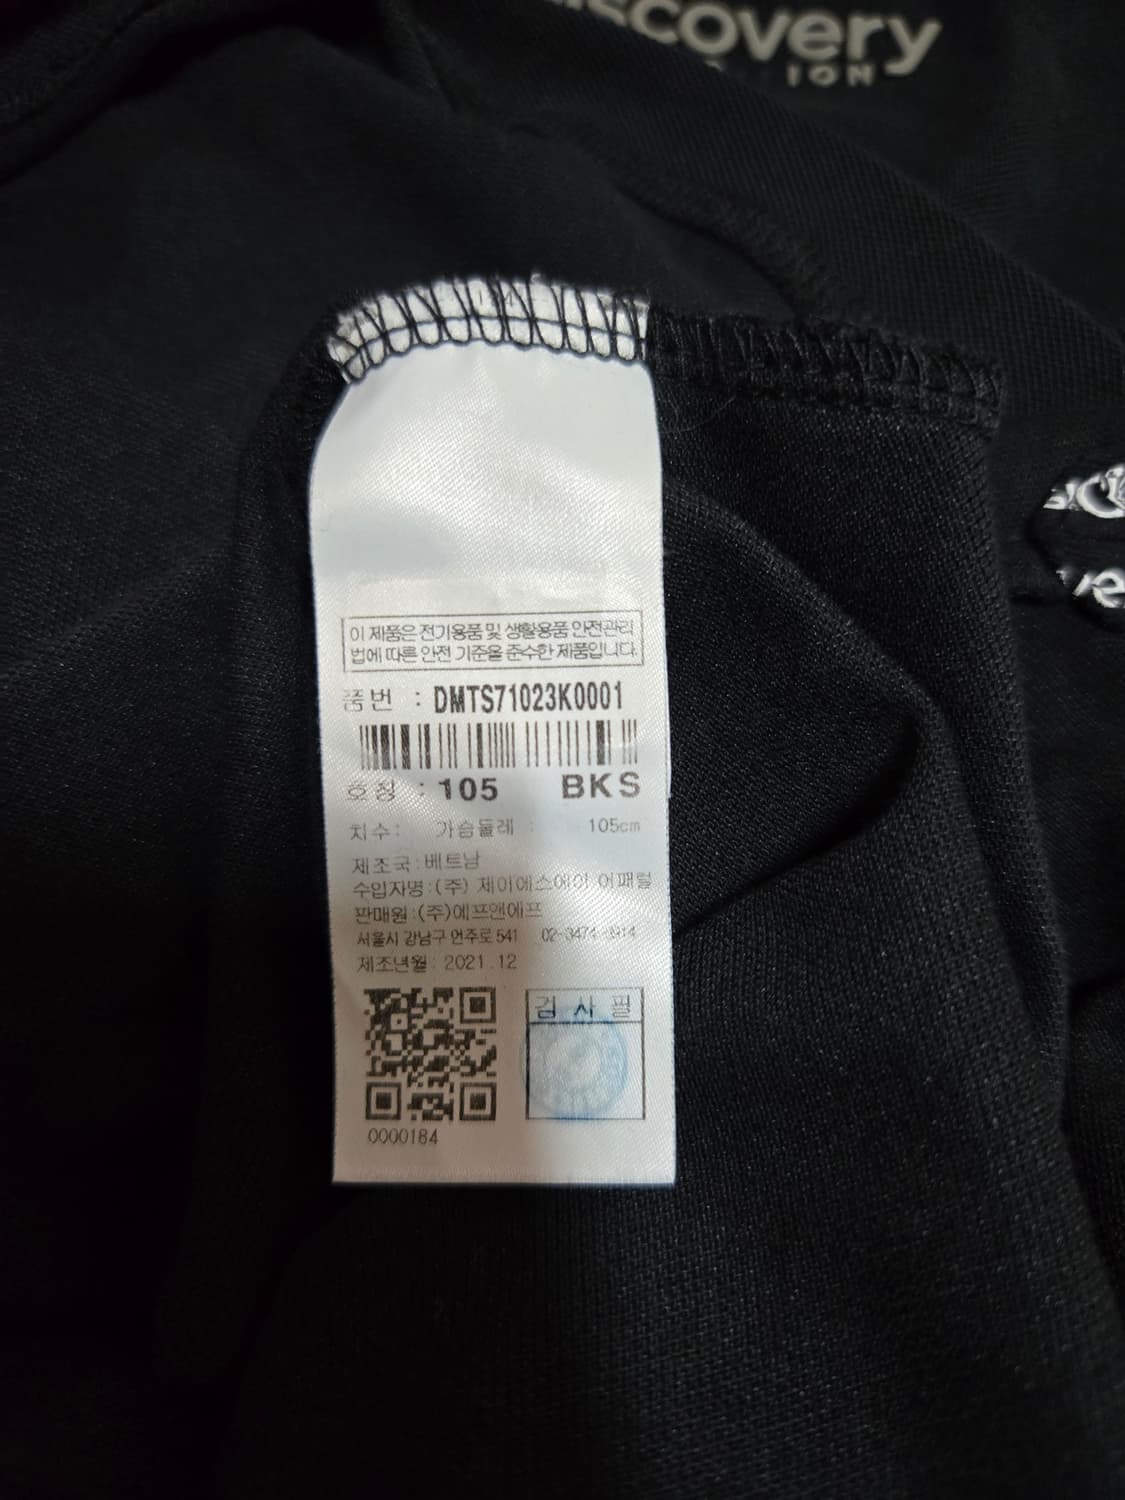 scovery
ION
이 제품은 전기용품 및 생활용품 안전관리
법에 따른 안전 기준을 준수한 제품입니다.
품번 : DMTS71023K0001
호칭 : 105 BKS
치수: 가슴둘레 : 105cm
제조국: 베트남
수입자명 : (주) 제이에스에이 어패럴
판매원 : (주)에프앤에프
서울시 강남구 언주로 541
제조년월 : 2021.12
검사필
0000184